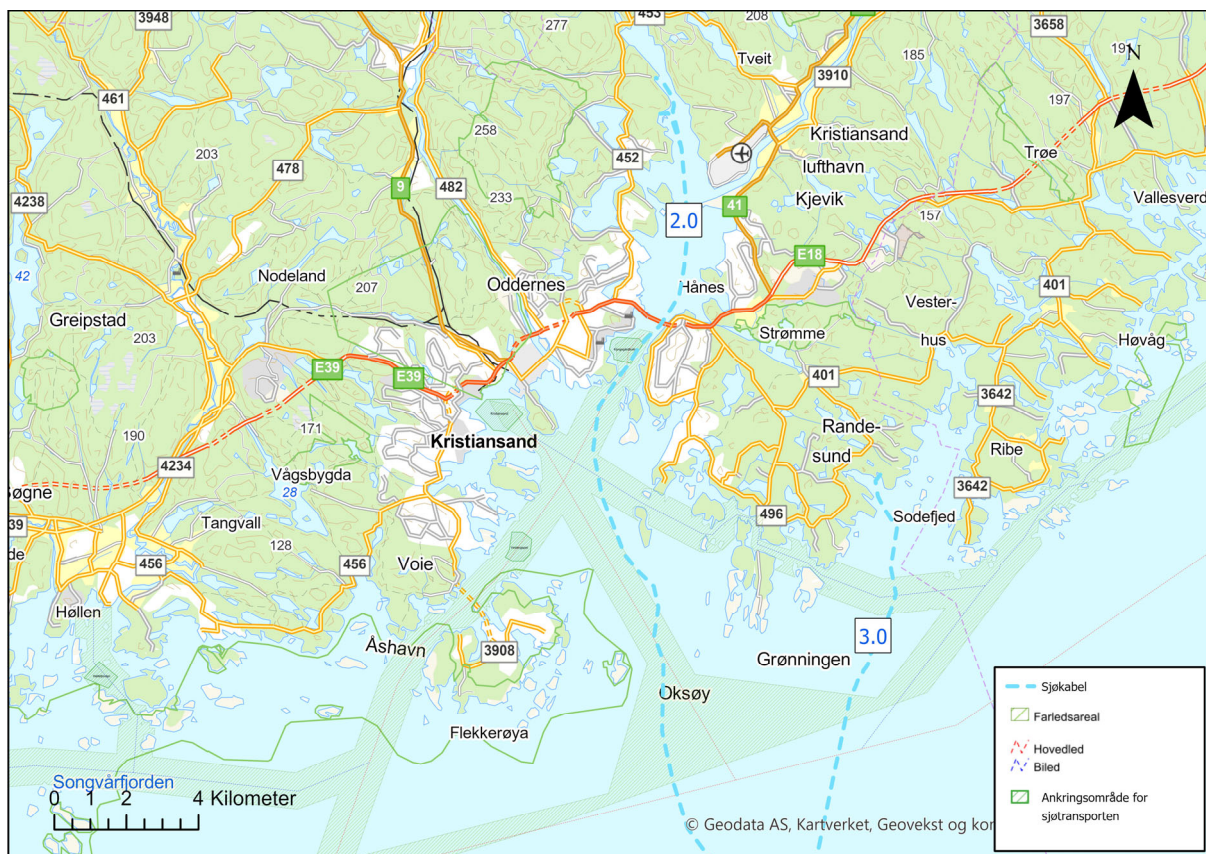 3948
277
453
208
3658
191
N
Tveit
185
3910
461
197
203
258
Kristiansand
lufthavn
Kjevik
452
Trøe
478
9
482
233
4238
41
157
Vallesverd
2.0
42
Nodeland
207
Oddernes
Hånes
E18
401
Vester-
hus
Greipstad
203
Strømme
Høvåg
E39
E39
401
3642
171
190
Kristiansand
Rande-
sund
Ribe
4234
Vågsbygda
28
3642
Søgne
39
Tangvall
496
Sodefjed
de
128
456
456
Voie
Høllen
Åshavn
3908
3.0
Grønningen
Oksøy
Flekkerøya
Songvårfjorden
0 1 2 4 Kilometer
© Geodata AS, Kartverket, Geovekst og kor
Sjøkabel
Farledsareal
Hovedled
Biled
Ankringsområde for
sjøtransporten